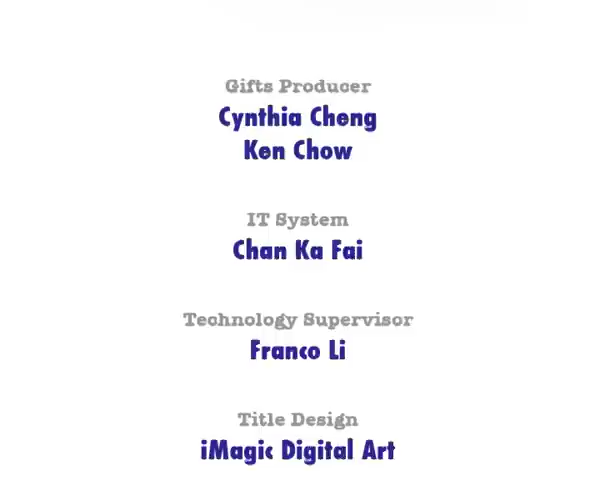 Gifts Producer
Cynthia Cheng
Ken Chow
IT System
Chan Ka Fai
Technology Supervisor
Franco Li
Title Design
iMagic Digital Art